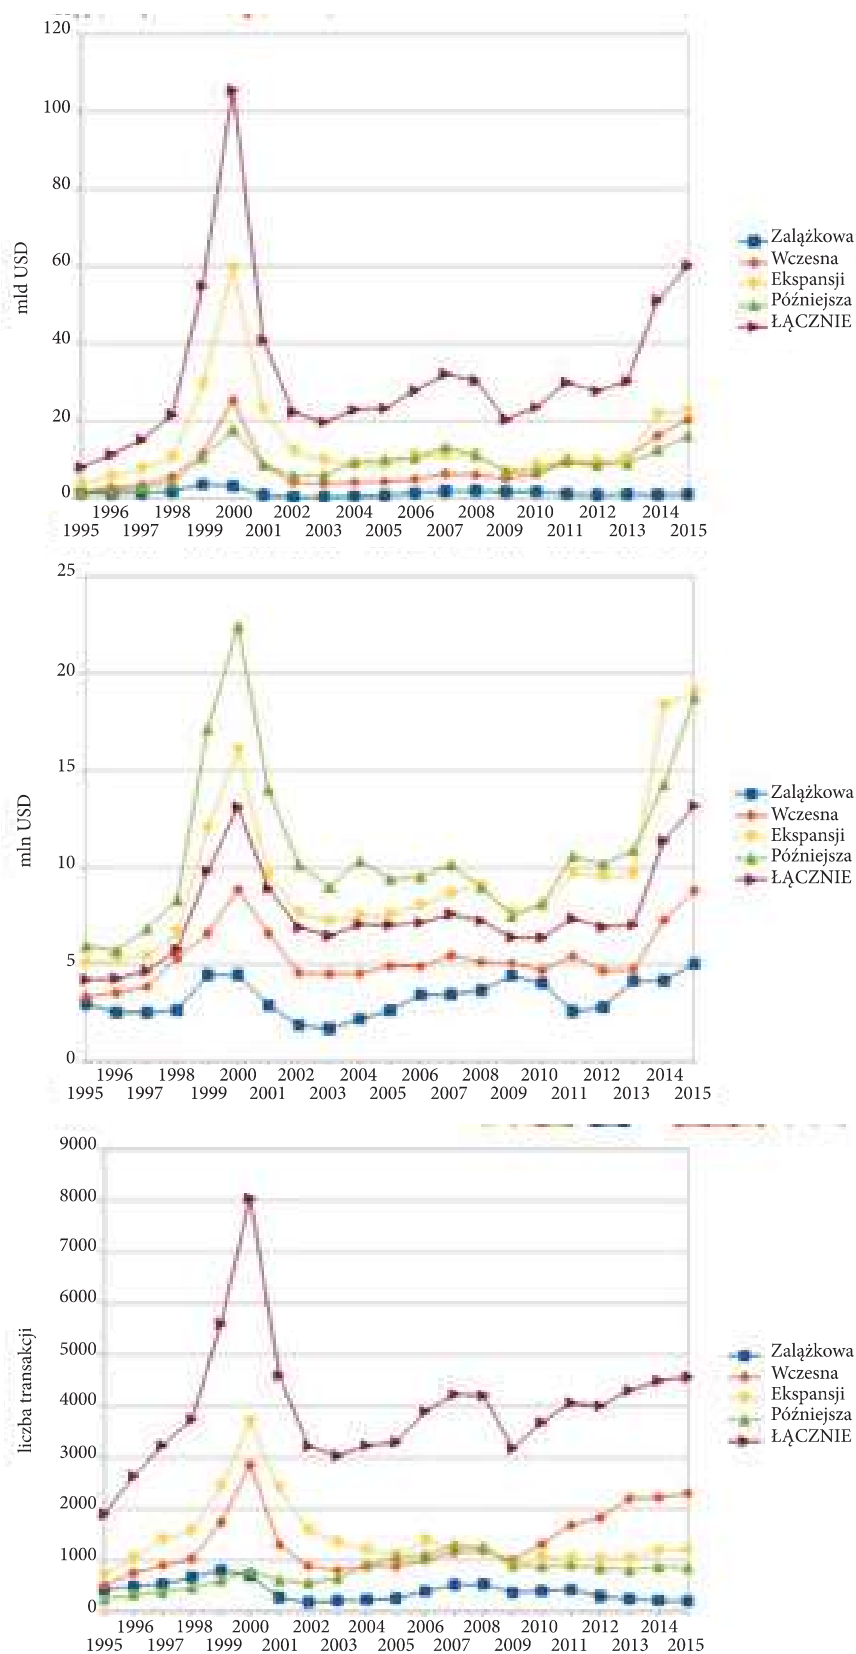 120
100
80
60
40
20
0
mld USD
1996 1998 2000 2002 2004 2006 2008 2010 2012 2014
1995 1997 1999 2001 2003 2005 2007 2009 2011 2013 2015
Zalążkowa
Wczesna
Ekspansji
Późniejsza
ŁĄCZNIE
25
20
15
10
5
0
mln USD
1996 1998 2000 2002 2004 2006 2008 2010 2012 2014
1995 1997 1999 2001 2003 2005 2007 2009 2011 2013 2015
Zalążkowa
Wczesna
Ekspansji
Późniejsza
ŁĄCZNIE
9000
8000
7000
6000
5000
4000
3000
2000
1000
0
liczba transakcji
1996 1998 2000 2002 2004 2006 2008 2010 2012 2014
1995 1997 1999 2001 2003 2005 2007 2009 2011 2013 2015
Zalążkowa
Wczesna
Ekspansji
Późniejsza
ŁĄCZNIE